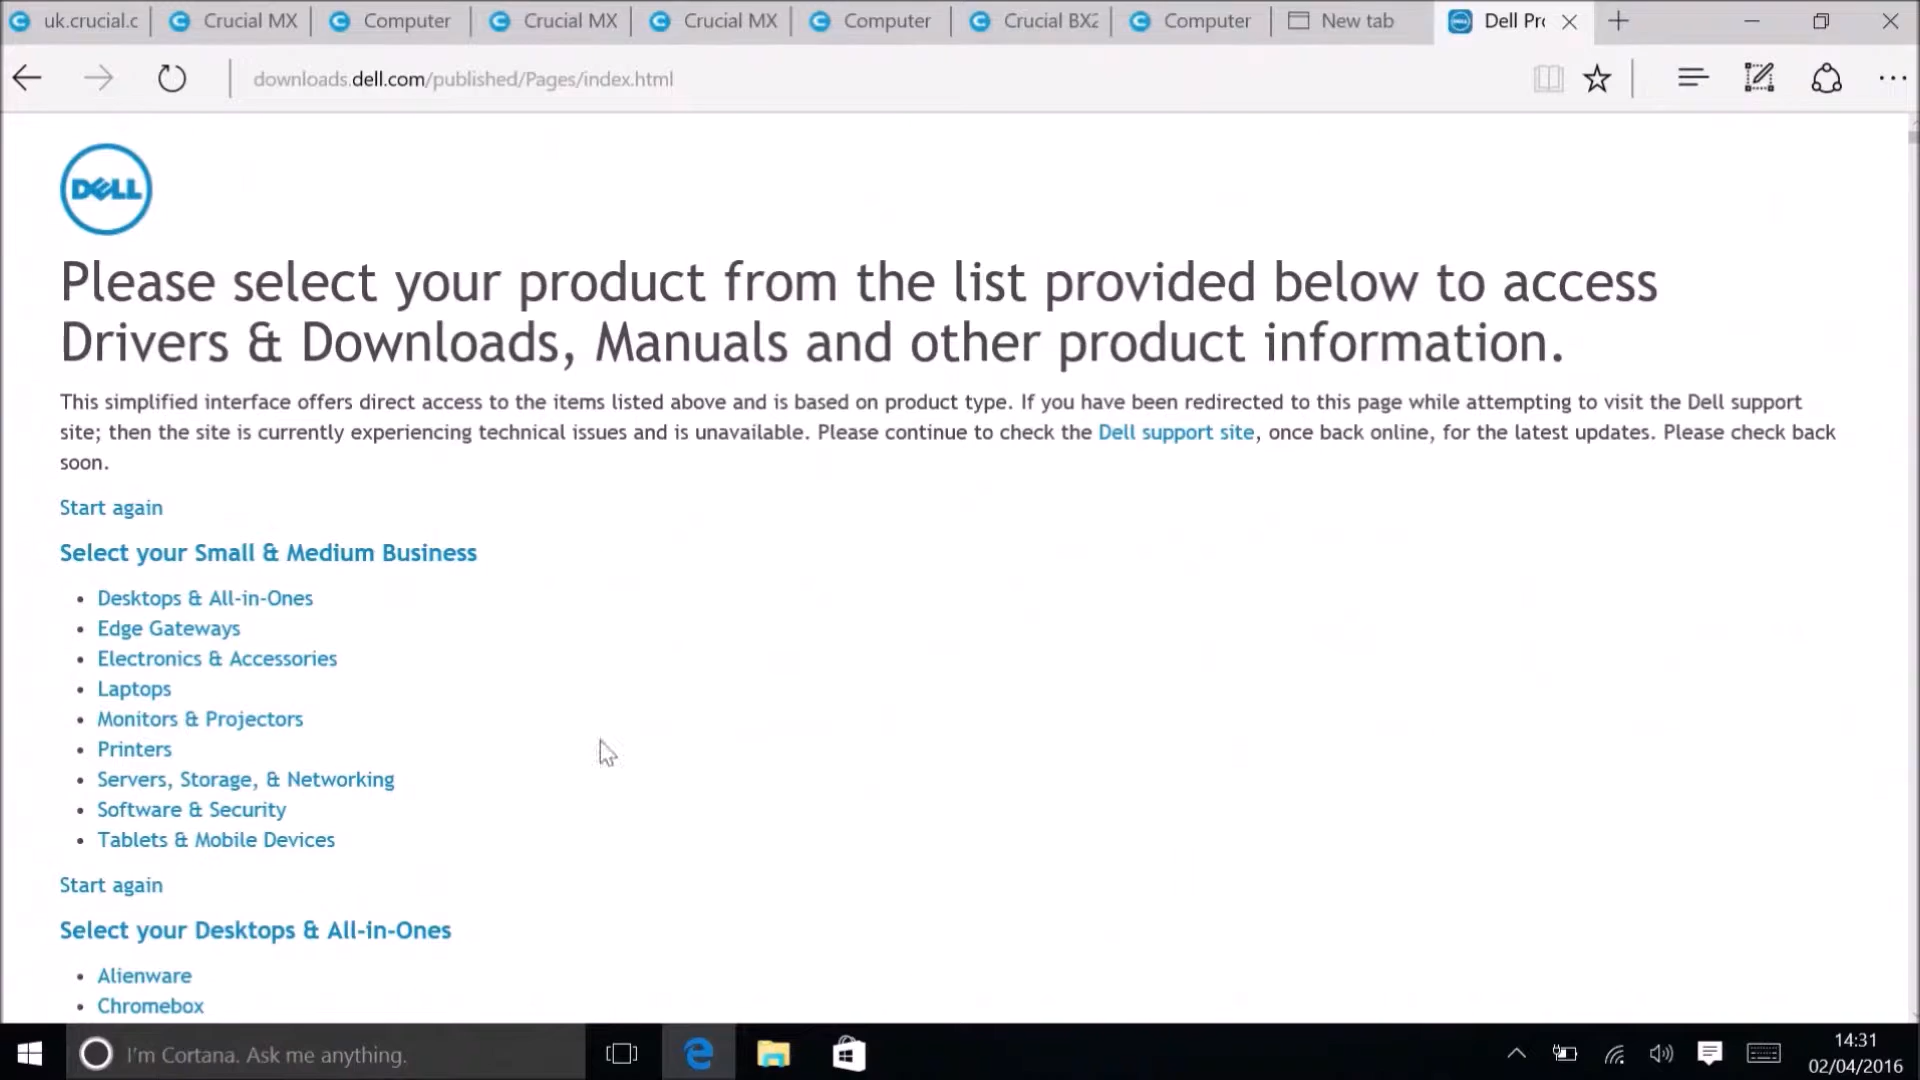 uk.crucial.c
Crucial MX
Computer
Crucial MX
Crucial MX
Computer
Crucial BX2
Computer
New tab
Dell Pro
downloads.dell.com/published/Pages/index.html
DELL
Please select your product from the list provided below to access
Drivers & Downloads, Manuals and other product information.
This simplified interface offers direct access to the items listed above and is based on product type. If you have been redirected to this page while attempting to visit the Dell support
site; then the site is currently experiencing technical issues and is unavailable. Please continue to check the Dell support site, once back online, for the latest updates. Please check back
soon.
Start again
Select your Small & Medium Business
• Desktops & All-in-Ones
• Edge Gateways
• Electronics & Accessories
• Laptops
• Monitors & Projectors
• Printers
• Servers, Storage, & Networking
• Software & Security
• Tablets & Mobile Devices
Start again
Select your Desktops & All-in-Ones
• Alienware
• Chromebox
I'm Cortana. Ask me anything.
14:31
02/04/2016